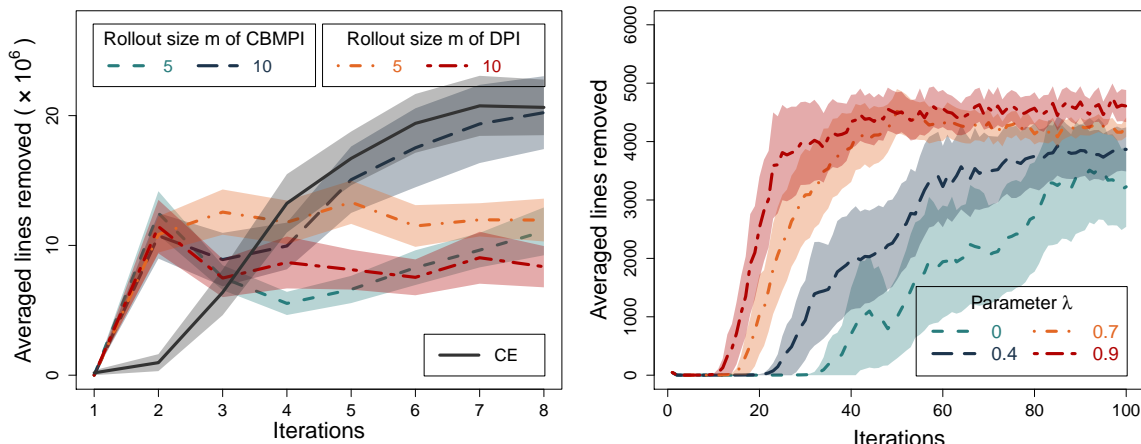 Averaged lines removed ( × 10⁶ )
Rollout size m of CBMPI
5 10
Rollout size m of DPI
5 10
20
10
0
CE
1 2 3 4 5 6 7 8
Iterations
Averaged lines removed
6000
5000
4000
3000
2000
1000
0
Parameter λ
0 0.7
0.4 0.9
0 20 40 60 80 100
Iterations